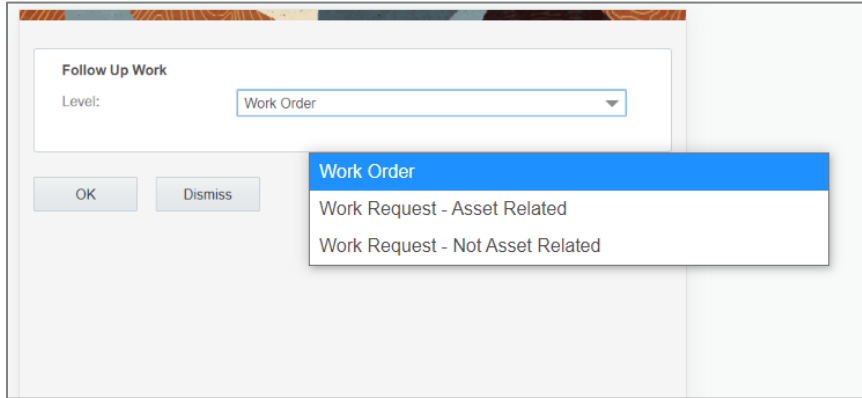 Follow Up Work
Level:
Work Order
Work Order
Work Request - Asset Related
Work Request - Not Asset Related
OK
Dismiss